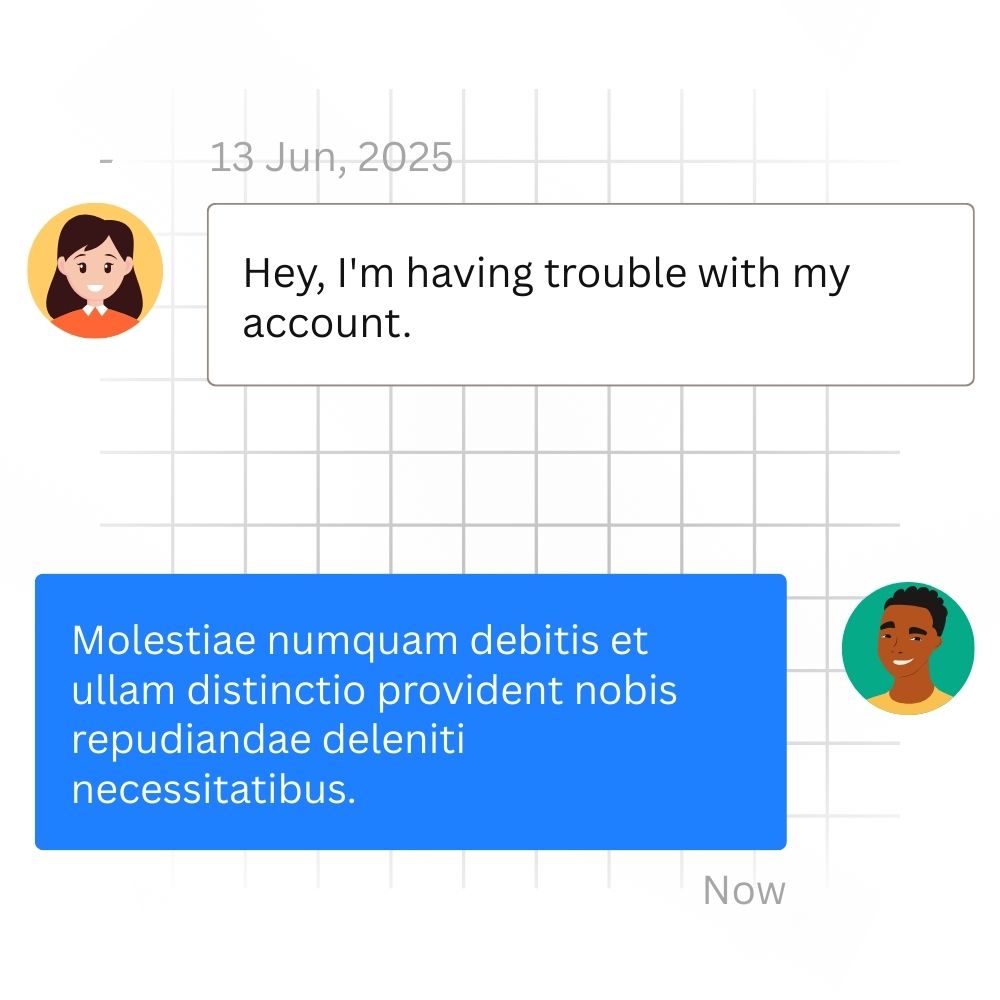 - 13 Jun, 2025
Hey, I'm having trouble with my
account.
Molestiae numquam debitis et
ullam distinctio provident nobis
repudiandae deleniti
necessitatibus.
Now